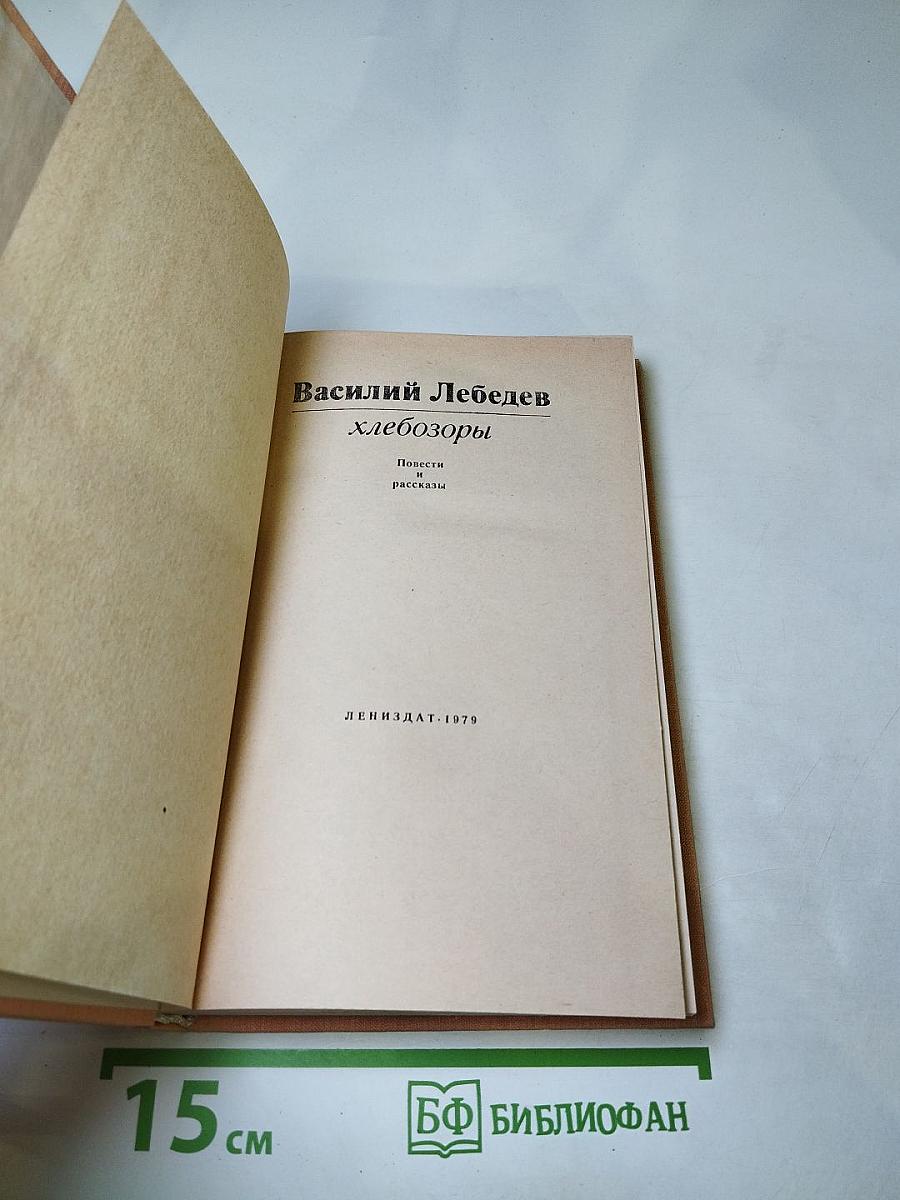 Василий Лебедев
хлебозоры
Повести
и
рассказы
ЛЕНИЗДАТ·1979
15 см
БФ БИБЛИОФАН